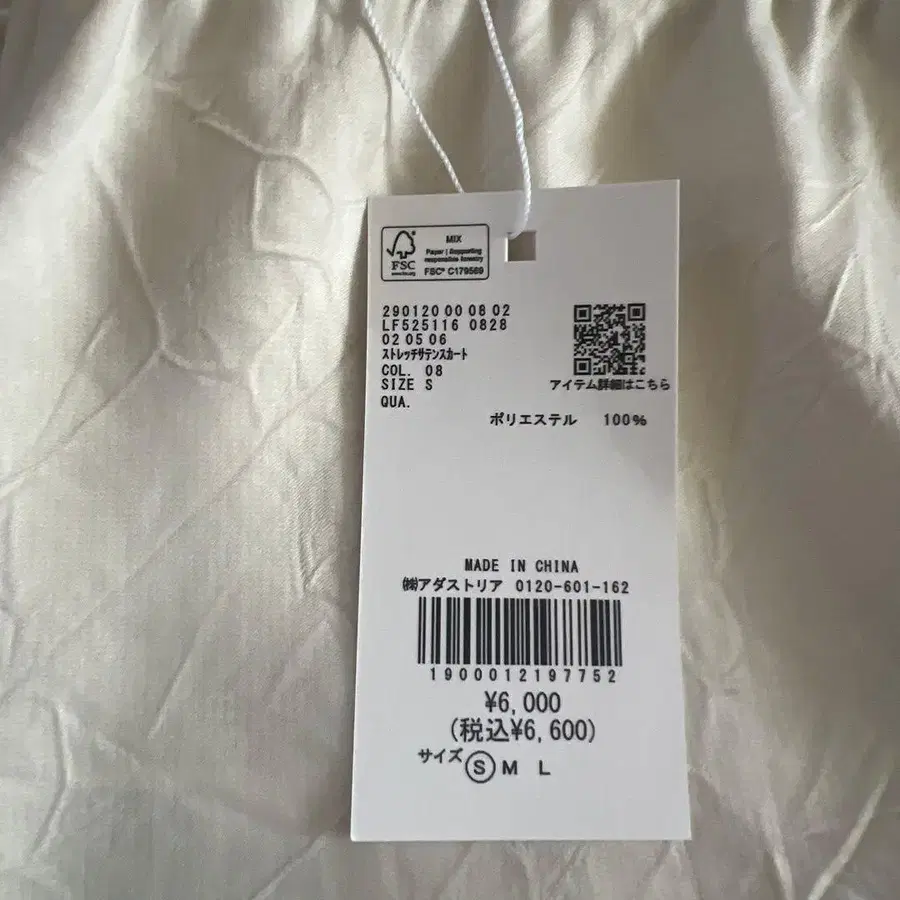 FSC
www.fsc.org
MIX
Paper | Supporting
responsible forestry
FSC® C179569
290120 00 08 02
LF525116 0828
02 05 06
ストレッチサテンスカート
COL. 08
SIZE S
QUA.
アイテム詳細はこちら
ポリエステル 100%
MADE IN CHINA
㈱アダストリア 0120-601-162
1900012197752
¥6,000
(税込¥6,600)
サイズ S M L